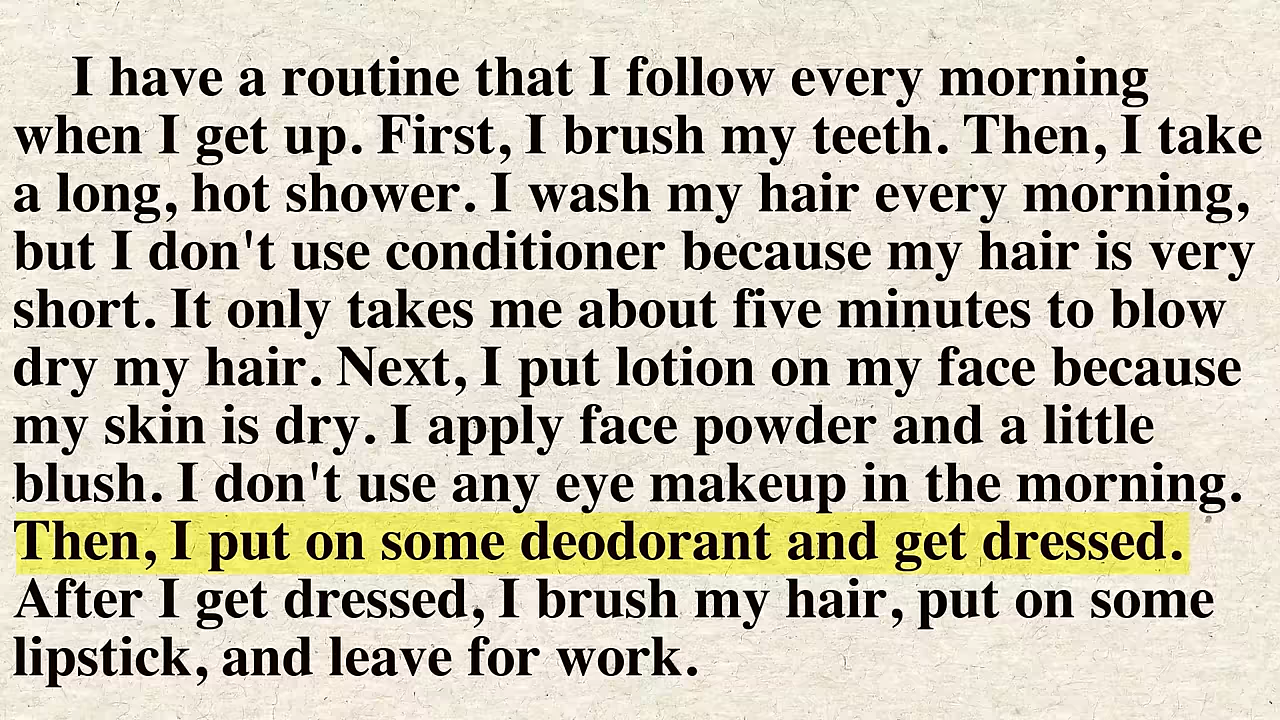 I have a routine that I follow every morning
when I get up. First, I brush my teeth. Then, I take
a long, hot shower. I wash my hair every morning,
but I don't use conditioner because my hair is very
short. It only takes me about five minutes to blow
dry my hair. Next, I put lotion on my face because
my skin is dry. I apply face powder and a little
blush. I don't use any eye makeup in the morning.
Then, I put on some deodorant and get dressed.
After I get dressed, I brush my hair, put on some
lipstick, and leave for work.